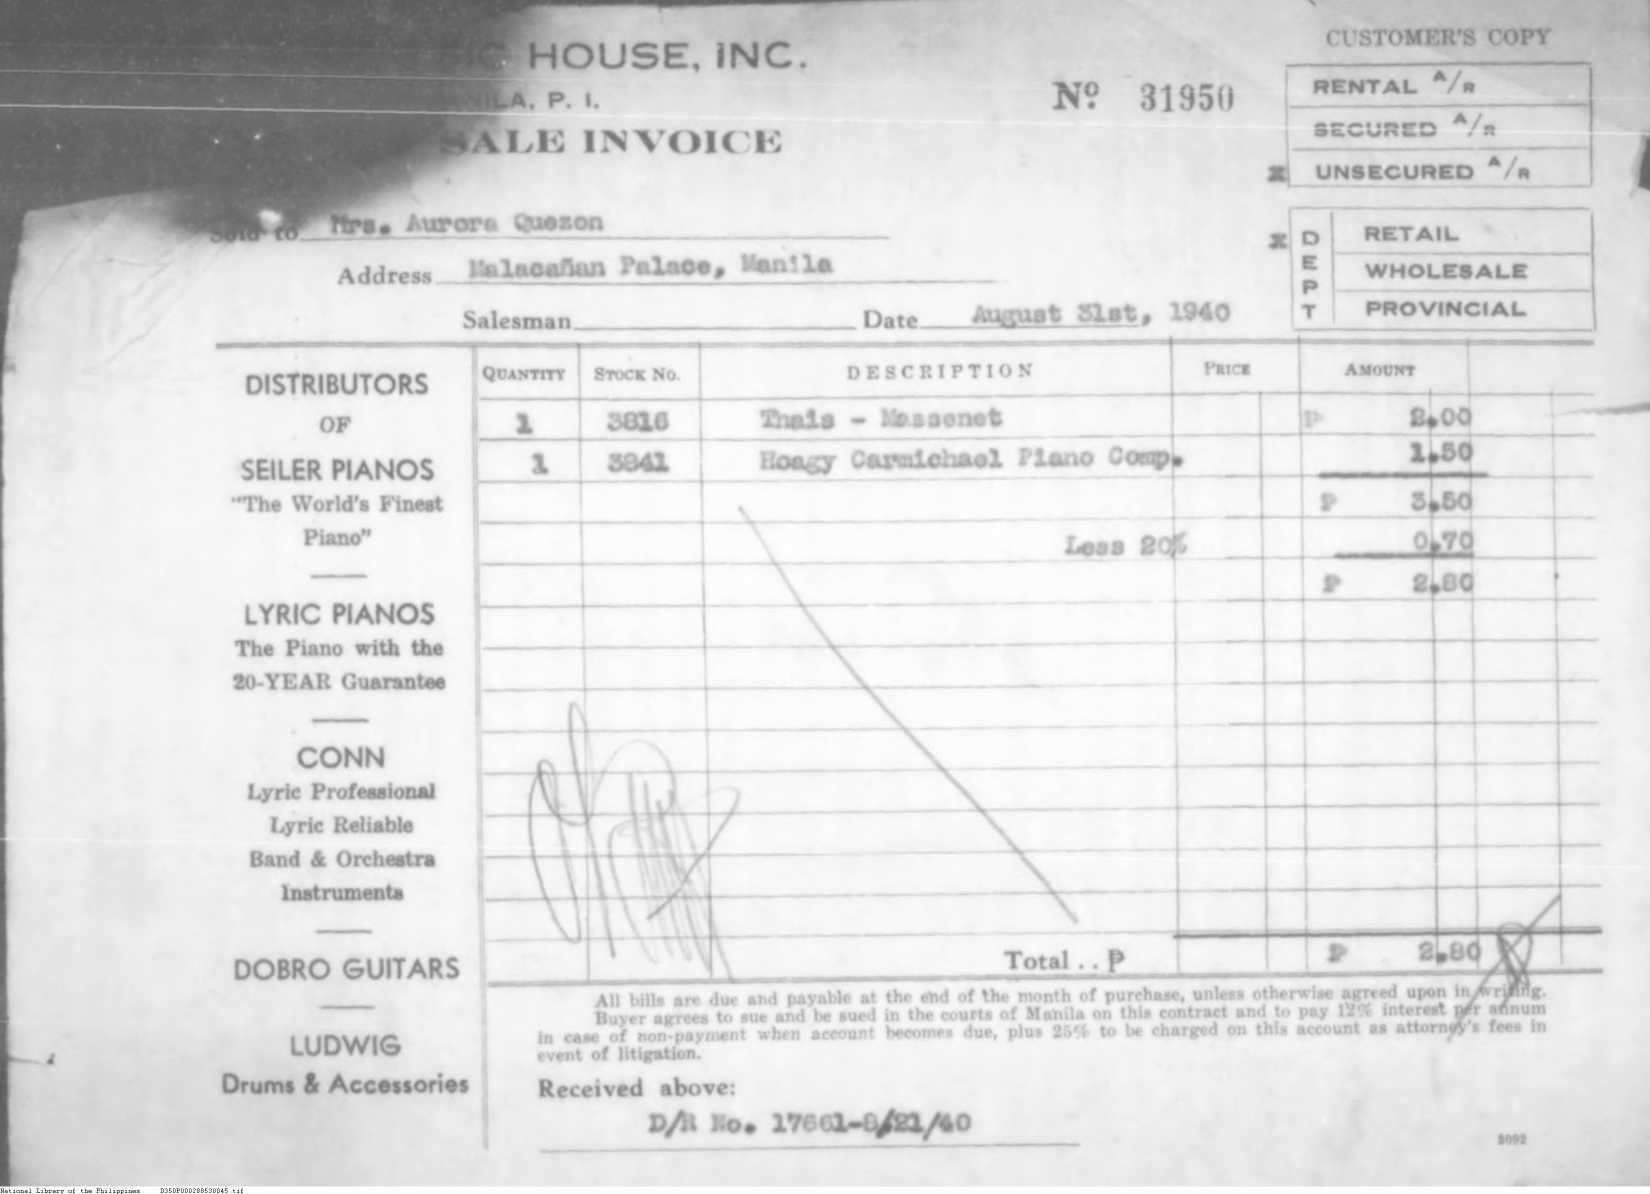 HOUSE, INC.
MANILA, P. I.
SALE INVOICE
Nº 31950
CUSTOMER'S COPY
RENTAL A/R
SECURED A/R
x UNSECURED A/R
Sold to Mrs. Aurora Quezon
Address Malacañan Palace, Manila
Salesman Date August 31st, 1940
x DEPT
RETAIL
WHOLESALE
PROVINCIAL
DISTRIBUTORS
OF
SEILER PIANOS
"The World's Finest
Piano"
LYRIC PIANOS
The Piano with the
20-YEAR Guarantee
CONN
Lyric Professional
Lyric Reliable
Band & Orchestra
Instruments
DOBRO GUITARS
LUDWIG
Drums & Accessories
QUANTITY STOCK No. DESCRIPTION PRICE AMOUNT
1 3816 Thais - Massenet ₱ 2.00
1 3841 Hoagy Carmichael Piano Comp. 1.50
₱ 3.50
Less 20% 0.70
₱ 2.80
Total . . ₱ ₱ 2.80
All bills are due and payable at the end of the month of purchase, unless otherwise agreed upon in writing.
Buyer agrees to sue and be sued in the courts of Manila on this contract and to pay 12% interest per annum
in case of non-payment when account becomes due, plus 25% to be charged on this account as attorney's fees in
event of litigation.
Received above:
D/R No. 17661-8/21/40
5092
National Library of the Philippines D350P000288530045.tif